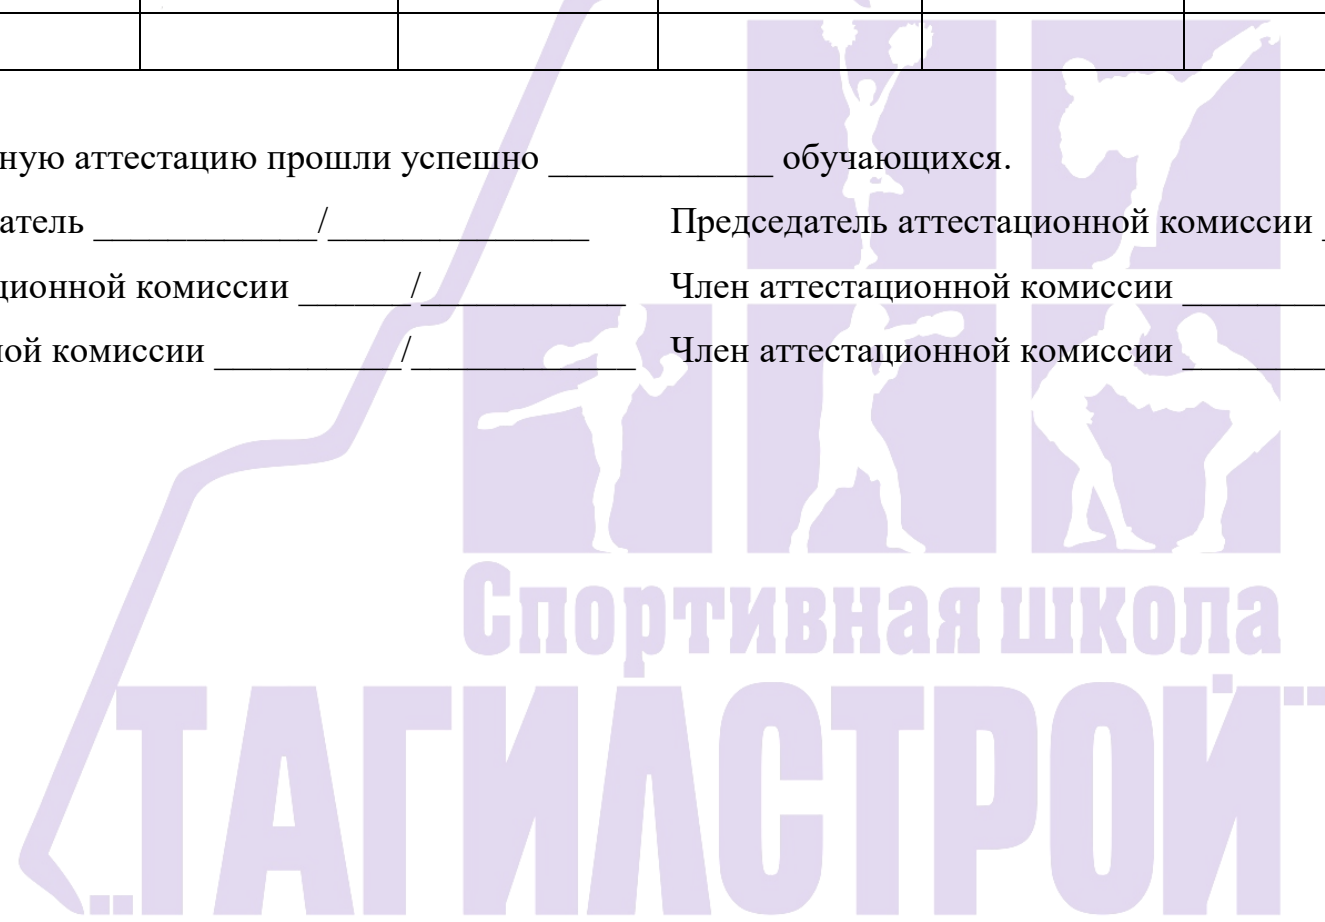 ную аттестацию прошли успешно ____________ обучающихся.
атель ____________/______________ Председатель аттестационной комиссии _
ционной комиссии ______/___________ Член аттестационной комиссии ________
ной комиссии __________/____________ Член аттестационной комиссии ________
Спортивная школа
"ТАГИЛСТРОЙ"